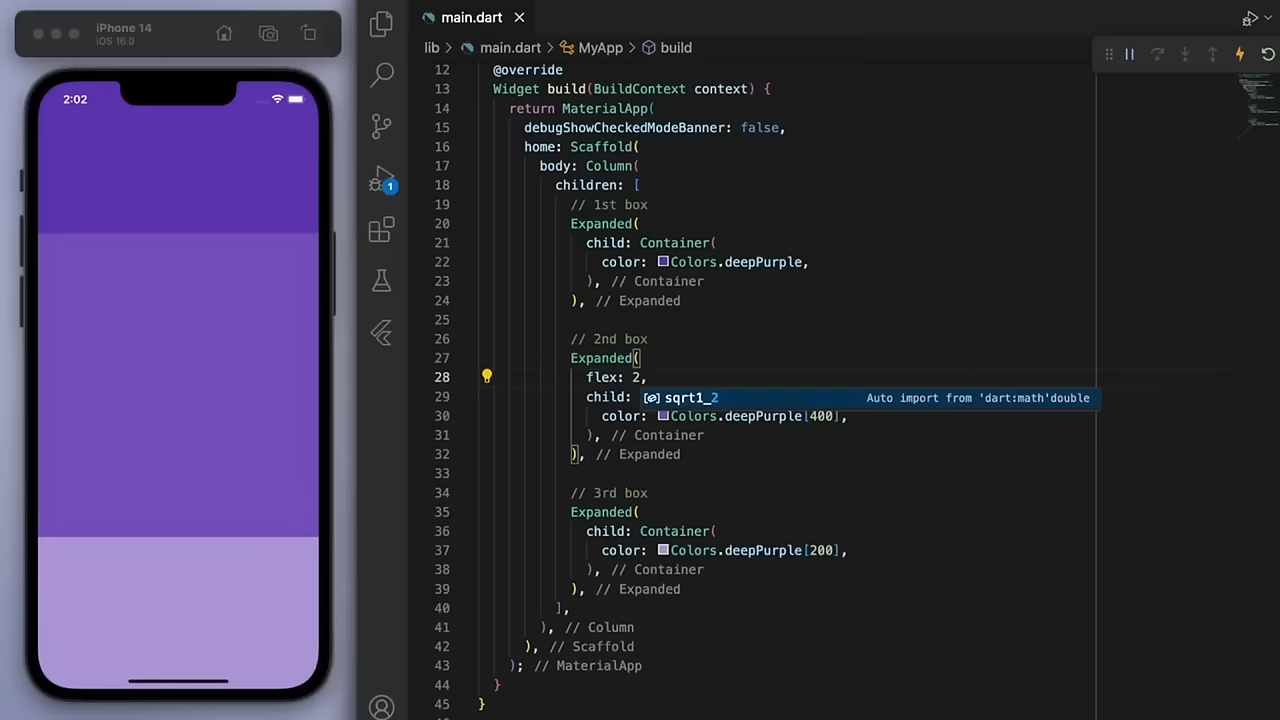 iPhone 14
iOS 16.0
2:02
main.dart
lib > main.dart > MyApp > build
12 @override
13 Widget build(BuildContext context) {
14 return MaterialApp(
15 debugShowCheckedModeBanner: false,
16 home: Scaffold(
17 body: Column(
18 children: [
19 // 1st box
20 Expanded(
21 child: Container(
22 color: Colors.deepPurple,
23 ), // Container
24 ), // Expanded
25
26 // 2nd box
27 Expanded(
28 flex: 2,
29 child:
sqrt1_2 Auto import from 'dart:math'double
30 color: Colors.deepPurple[400],
31 ), // Container
32 ), // Expanded
33
34 // 3rd box
35 Expanded(
36 child: Container(
37 color: Colors.deepPurple[200],
38 ), // Container
39 ), // Expanded
40 ],
41 ), // Column
42 ), // Scaffold
43 ); // MaterialApp
44 }
45 }
1